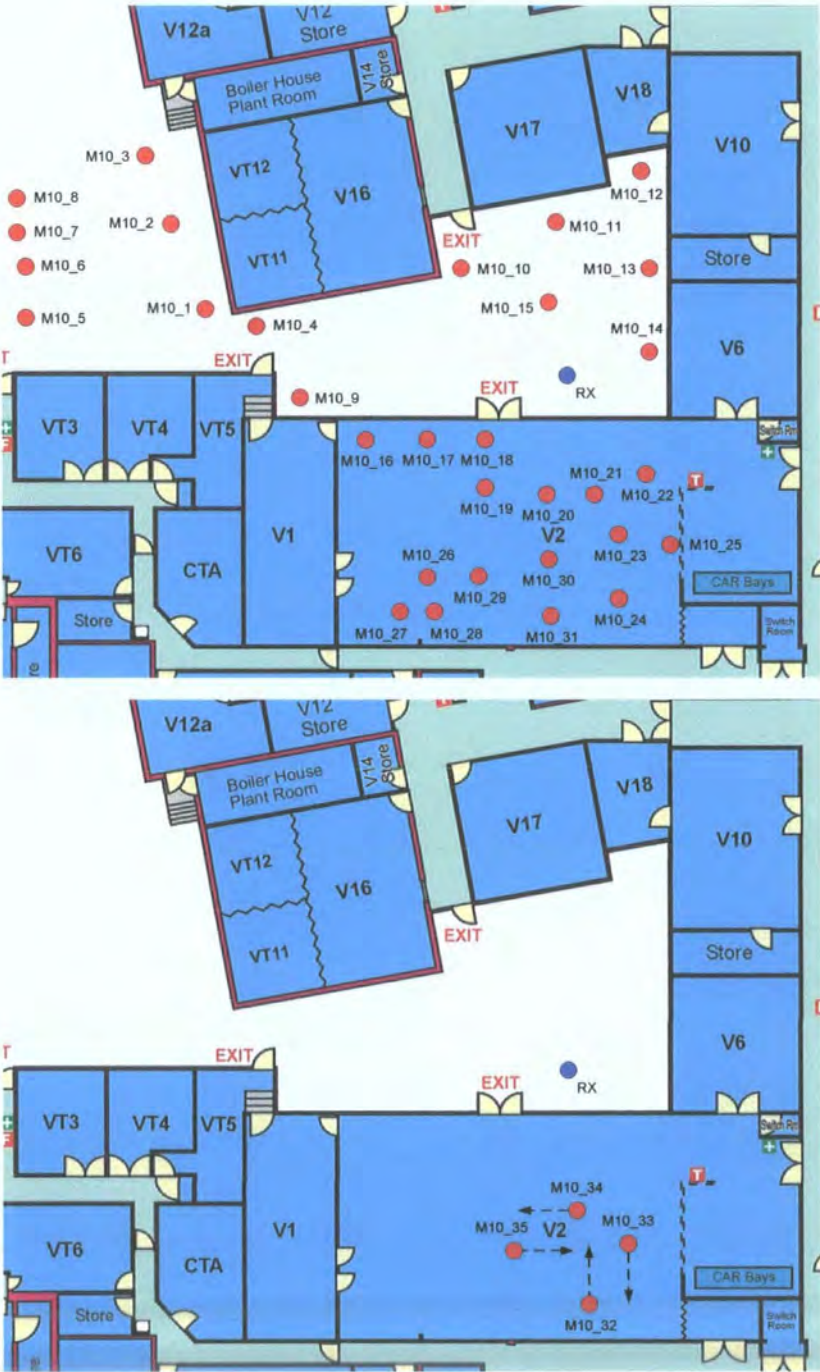 V12a
V12
Store
Boiler House
Plant Room
V14
Store
V18
V17
V10
M10_3
VT12
V16
M10_12
M10_8
M10_2
M10_11
M10_7
EXIT
M10_6
VT11
M10_10
M10_13
Store
M10_5
M10_1
M10_4
M10_15
M10_14
V6
T
EXIT
EXIT
RX
M10_9
VT3
VT4
VT5
Switch Rm
M10_16
M10_17
M10_18
M10_21
T
M10_19
M10_20
M10_22
V1
V2
M10_23
M10_25
VT6
CTA
M10_26
M10_30
CAR Bays
M10_29
M10_24
Store
M10_27
M10_28
M10_31
Switch
Room
re
V12a
V12
Store
Boiler House
Plant Room
V14
Store
V18
V17
V10
VT12
V16
EXIT
VT11
Store
V6
T
EXIT
EXIT
RX
VT3
VT4
VT5
Switch Rm
T
M10_34
M10_35
V2
M10_33
V1
VT6
CTA
CAR Bays
M10_32
Store
Switch
Room